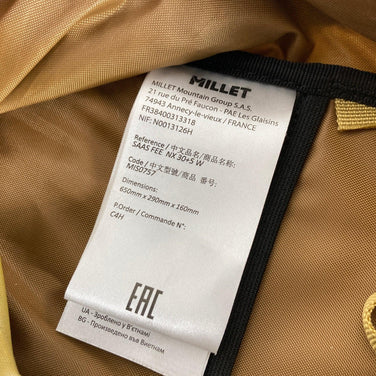 MILLET
MILLET Mountain Group S.A.S.
21 rue du Pré Faucon - PAE Les Glaisins
74943 Annecy-le-vieux / FRANCE
FR38400313318
NIF: N0013126H
Reference / 中文品名/商品名称:
SAAS FEE NX 30+5 W
Code / 中文型號/商品 番号:
MIS0757
Dimensions:
650mm x 290mm x 160mm
P.Order / Commande N°:
C4H
EAC
UA - Зроблено у В'єтнамі
BG - Произведено във Виетнам